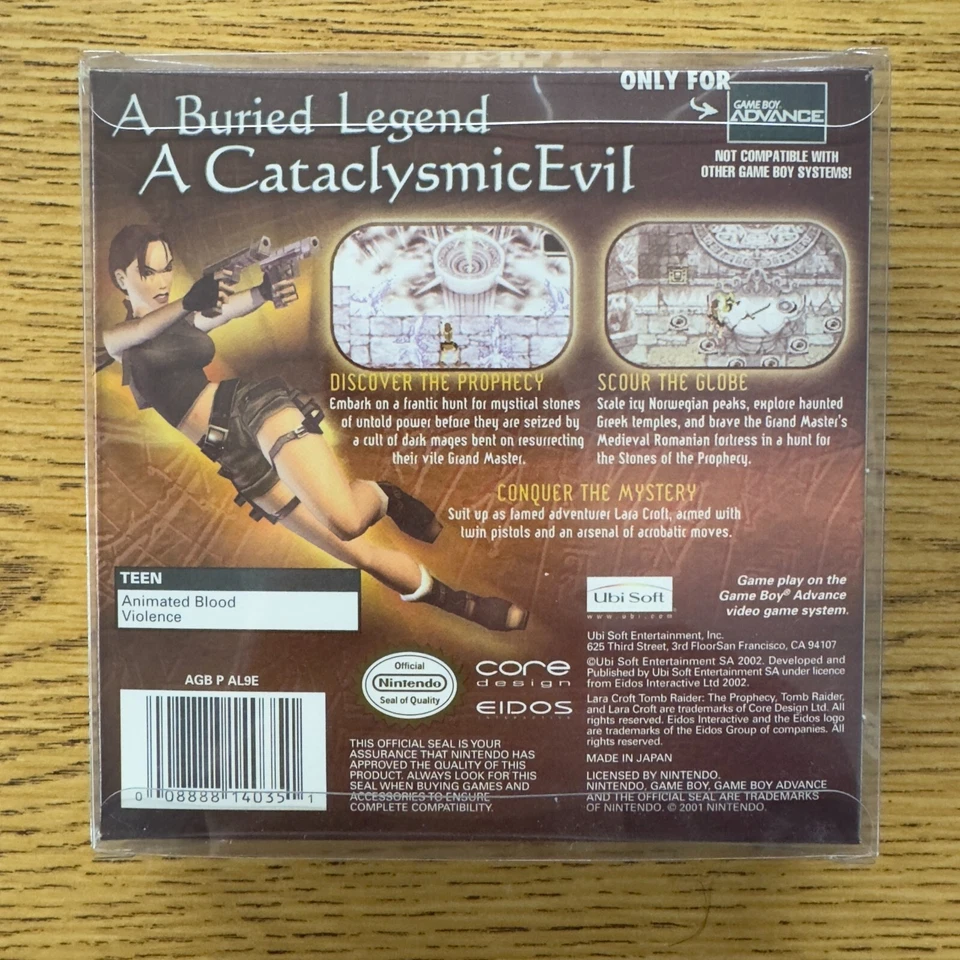 ONLY FOR
GAME BOY
ADVANCE
NOT COMPATIBLE WITH
OTHER GAME BOY SYSTEMS!
A Buried Legend
A Cataclysmic Evil
DISCOVER THE PROPHECY
Embark on a frantic hunt for mystical stones
of untold power before they are seized by
a cult of dark mages bent on resurrecting
their vile Grand Master.
SCOUR THE GLOBE
Scale icy Norwegian peaks, explore haunted
Greek temples, and brave the Grand Master's
Medieval Romanian fortress in a hunt for
the Stones of the Prophecy.
CONQUER THE MYSTERY
Suit up as famed adventurer Lara Croft, armed with
twin pistols and an arsenal of acrobatic moves.
TEEN
Animated Blood
Violence
AGB P AL9E
0 08888 14035 1
Official
Nintendo
Seal of Quality
core
design
EIDOS
interactive
THIS OFFICIAL SEAL IS YOUR
ASSURANCE THAT NINTENDO HAS
APPROVED THE QUALITY OF THIS
PRODUCT. ALWAYS LOOK FOR THIS
SEAL WHEN BUYING GAMES AND
ACCESSORIES TO ENSURE
COMPLETE COMPATIBILITY.
Ubi Soft
www.ubi.com
Game play on the
Game Boy® Advance
video game system.
Ubi Soft Entertainment, Inc.
625 Third Street, 3rd FloorSan Francisco, CA 94107
©Ubi Soft Entertainment SA 2002. Developed and
Published by Ubi Soft Entertainment SA under licence
from Eidos Interactive Ltd 2002.
Lara Croft Tomb Raider: The Prophecy, Tomb Raider,
and Lara Croft are trademarks of Core Design Ltd. All
rights reserved. Eidos Interactive and the Eidos logo
are trademarks of the Eidos Group of companies. All
rights reserved.
MADE IN JAPAN
LICENSED BY NINTENDO.
NINTENDO, GAME BOY, GAME BOY ADVANCE
AND THE OFFICIAL SEAL ARE TRADEMARKS
OF NINTENDO. © 2001 NINTENDO.